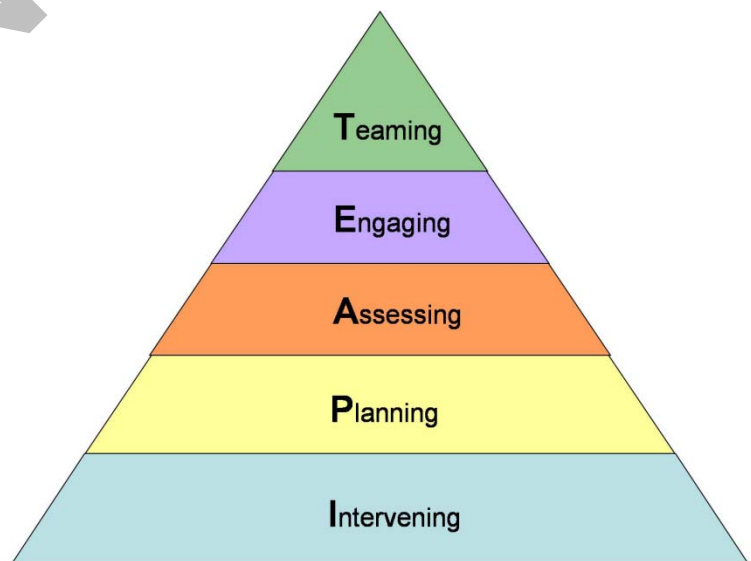 Teaming
Engaging
Assessing
Planning
Intervening